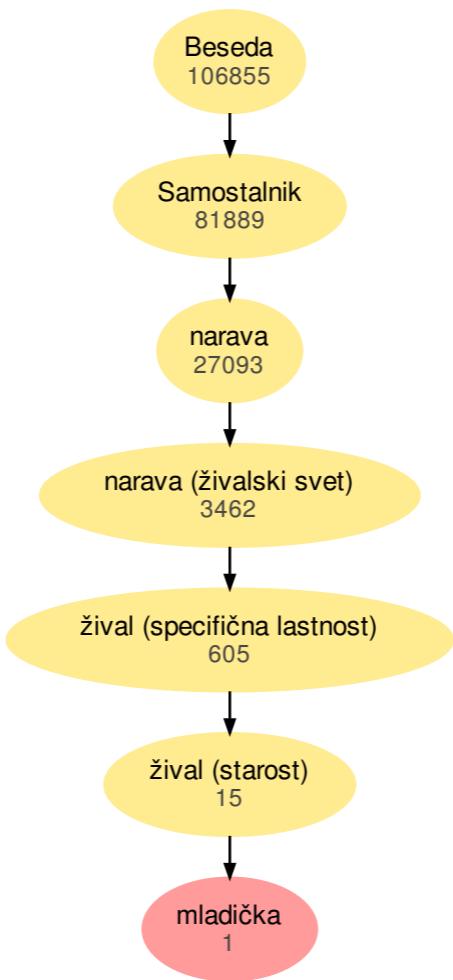 Beseda
106855
Samostalnik
81889
narava
27093
narava (živalski svet)
3462
žival (specifična lastnost)
605
žival (starost)
15
mladička
1